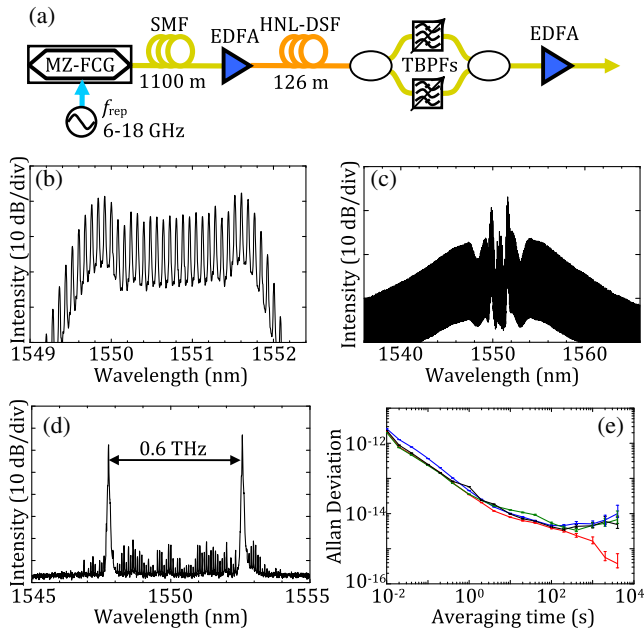 (a)
SMF
EDFA
HNL-DSF
EDFA
MZ-FCG
TBPFs
1100 m
126 m
f_rep
6-18 GHz
(b)
Intensity (10 dB/div)
1549 1550 1551 1552
Wavelength (nm)
(c)
Intensity (10 dB/div)
1540 1550 1560
Wavelength (nm)
(d)
0.6 THz
Intensity (10 dB/div)
1545 1550 1555
Wavelength (nm)
(e)
Allan Deviation
10^-12
10^-14
10^-16
10^-2 10^0 10^2 10^4
Averaging time (s)